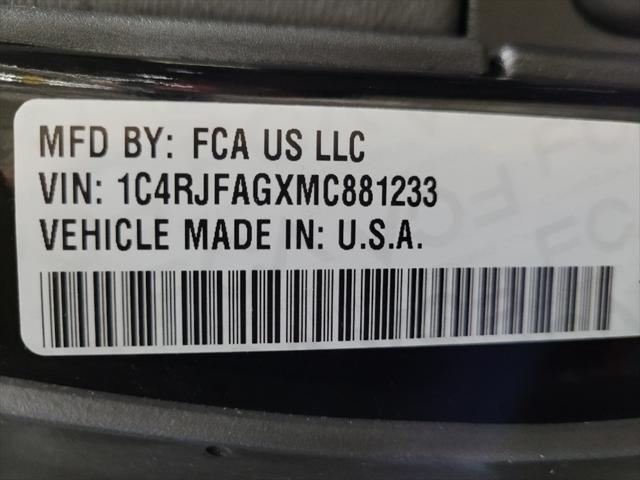 MFD BY: FCA US LLC
VIN: 1C4RJFAGXMC881233
VEHICLE MADE IN: U.S.A.